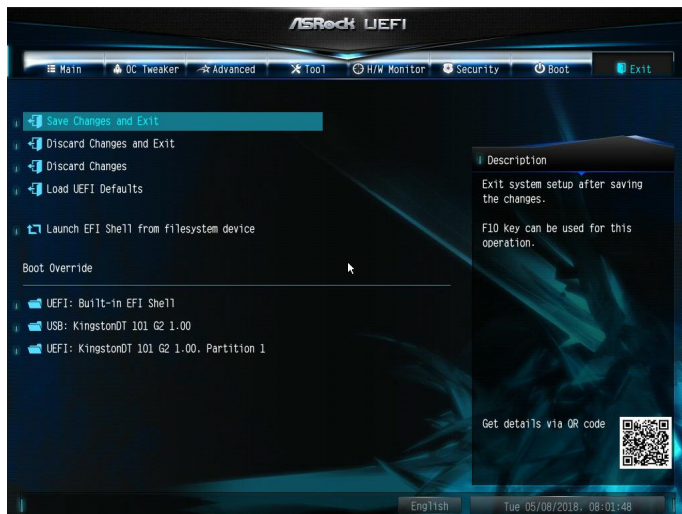 ASRock UEFI
Main
OC Tweaker
Advanced
Tool
H/W Monitor
Security
Boot
Exit
Save Changes and Exit
Discard Changes and Exit
Discard Changes
Load UEFI Defaults
Launch EFI Shell from filesystem device
Boot Override
UEFI: Built-in EFI Shell
USB: KingstonDT 101 G2 1.00
UEFI: KingstonDT 101 G2 1.00, Partition 1
Description
Exit system setup after saving
the changes.
F10 key can be used for this
operation.
Get details via QR code
English
Tue 05/08/2018, 08:01:48